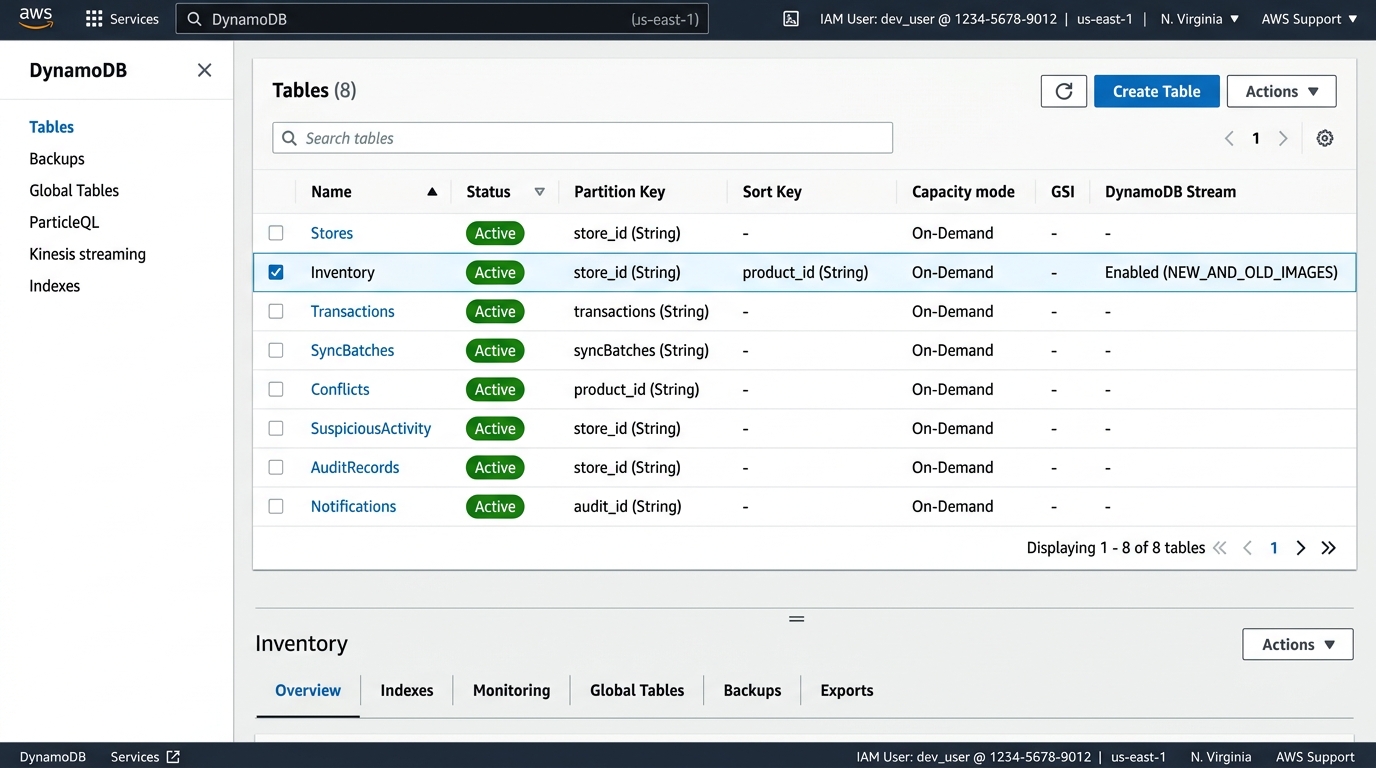 aws Services DynamoDB (us-east-1) IAM User: dev_user @ 1234-5678-9012 | us-east-1 | N. Virginia ▼ AWS Support ▼
DynamoDB
Tables
Backups
Global Tables
ParticleQL
Kinesis streaming
Indexes
Tables (8) Create Table Actions ▼
Search tables 1
Name Status Partition Key Sort Key Capacity mode GSI DynamoDB Stream
Stores Active store_id (String) - On-Demand - -
Inventory Active store_id (String) product_id (String) On-Demand - Enabled (NEW_AND_OLD_IMAGES)
Transactions Active transactions (String) - On-Demand - -
SyncBatches Active syncBatches (String) - On-Demand - -
Conflicts Active product_id (String) - On-Demand - -
SuspiciousActivity Active store_id (String) - On-Demand - -
AuditRecords Active store_id (String) - On-Demand - -
Notifications Active audit_id (String) - On-Demand - -
Displaying 1 - 8 of 8 tables 1
Inventory Actions ▼
Overview Indexes Monitoring Global Tables Backups Exports
DynamoDB Services IAM User: dev_user @ 1234-5678-9012 | us-east-1 N. Virginia AWS Support